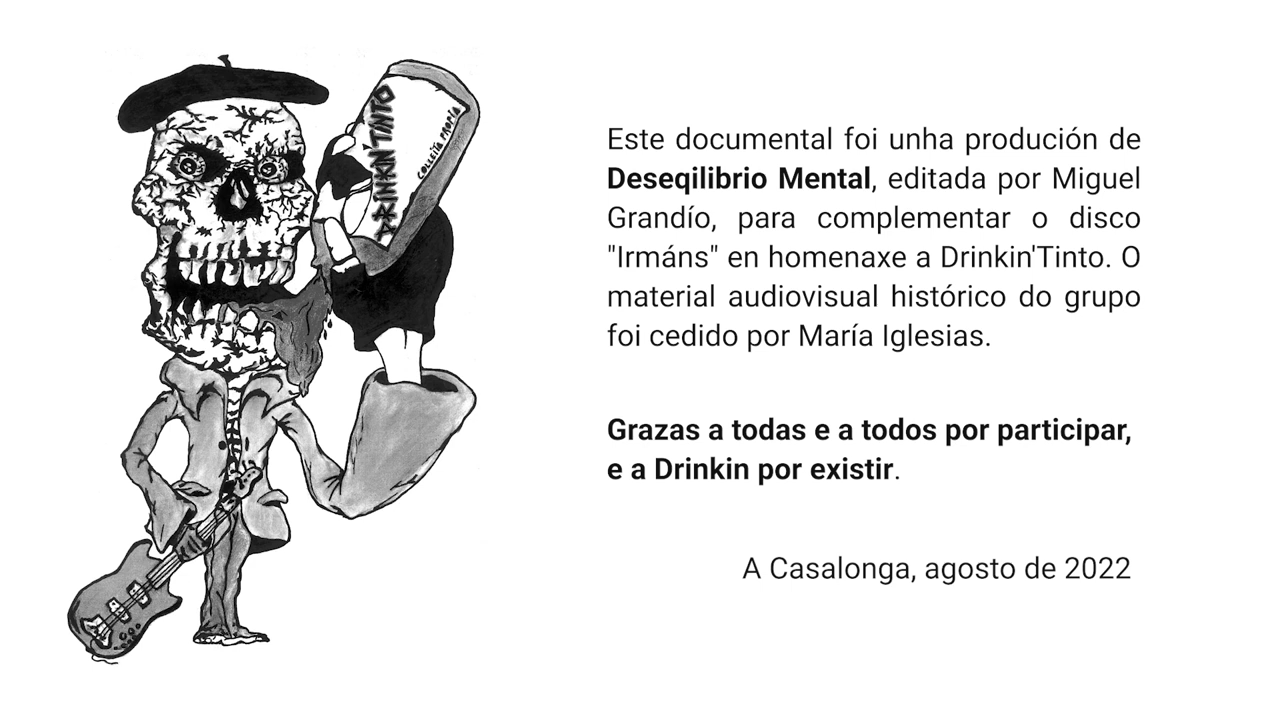 DRINKIN'TINTO
COLLEITA PROPIA
Este documental foi unha produción de
Deseqilibrio Mental, editada por Miguel
Grandío, para complementar o disco
"Irmáns" en homenaxe a Drinkin'Tinto. O
material audiovisual histórico do grupo
foi cedido por María Iglesias.
Grazas a todas e a todos por participar,
e a Drinkin por existir.
A Casalonga, agosto de 2022